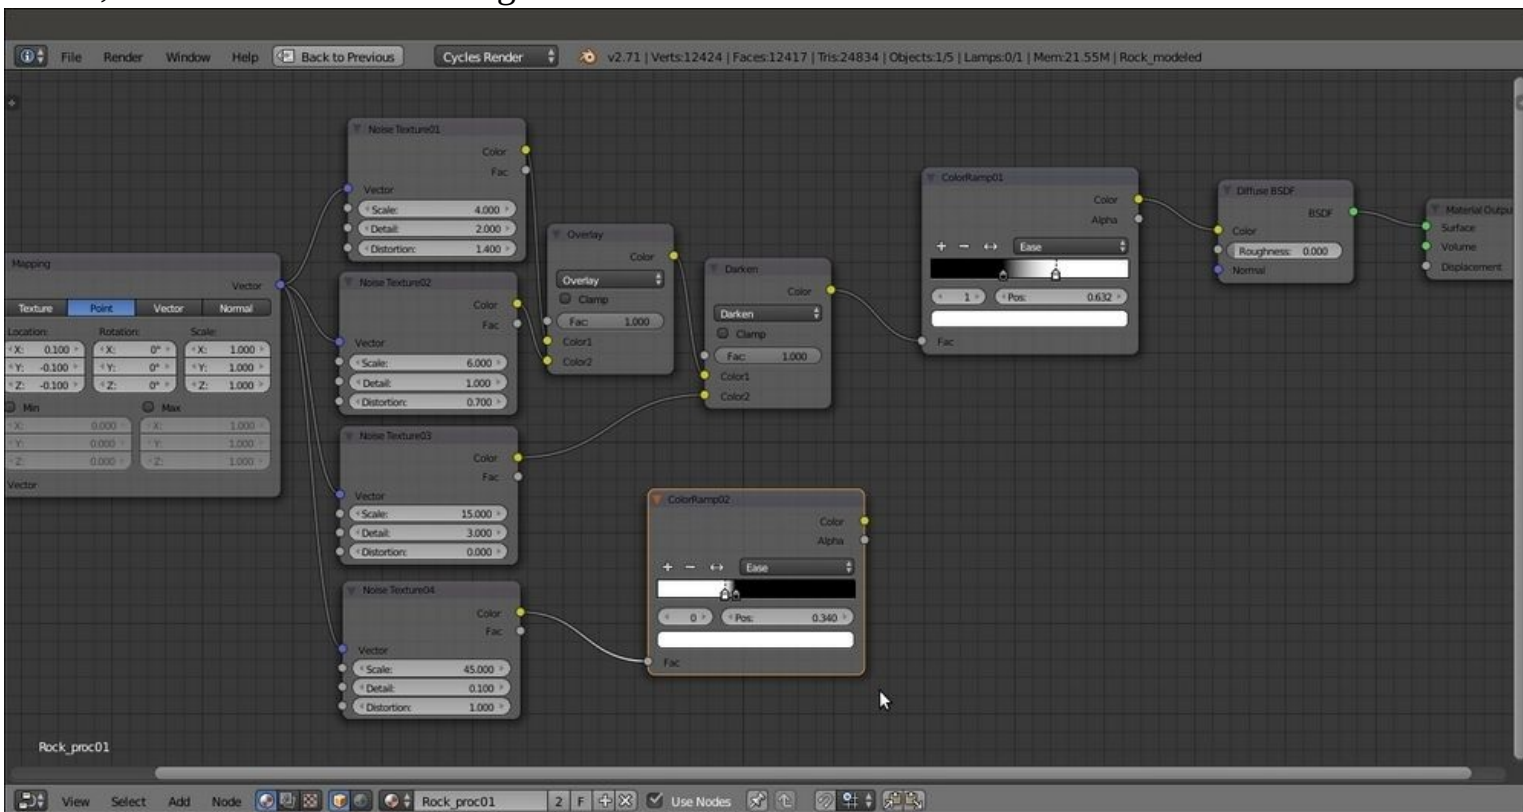 File Render Window Help Back to Previous Cycles Render v2.71 | Verts:12424 | Faces:12417 | Tris:24834 | Objects:1/5 | Lamps:0/1 | Mem:21.55M | Rock_modeled
Mapping
Vector
Texture Point Vector Normal
Location: Rotation: Scale:
X: 0.100 X: 0° X: 1.000
Y: -0.100 Y: 0° Y: 1.000
Z: -0.100 Z: 0° Z: 1.000
Min Max
X: 0.000 X: 1.000
Y: 0.000 Y: 1.000
Z: 0.000 Z: 1.000
Vector
Noise Texture01
Color
Fac
Vector
Scale: 4.000
Detail: 2.000
Distortion: 1.400
Noise Texture02
Color
Fac
Vector
Scale: 6.000
Detail: 1.000
Distortion: 0.700
Noise Texture03
Color
Fac
Vector
Scale: 15.000
Detail: 3.000
Distortion: 0.000
Noise Texture04
Color
Fac
Vector
Scale: 45.000
Detail: 0.100
Distortion: 1.000
Overlay
Color
Overlay
Clamp
Fac: 1.000
Color1
Color2
Darken
Color
Darken
Clamp
Fac: 1.000
Color1
Color2
ColorRamp02
Color
Alpha
+ − Ease
0 Pos: 0.340
Fac
ColorRamp01
Color
Alpha
+ − Ease
1 Pos: 0.632
Fac
Diffuse BSDF
BSDF
Color
Roughness: 0.000
Normal
Material Outpu
Surface
Volume
Displacement
Rock_proc01
View Select Add Node Rock_proc01 2 F Use Nodes